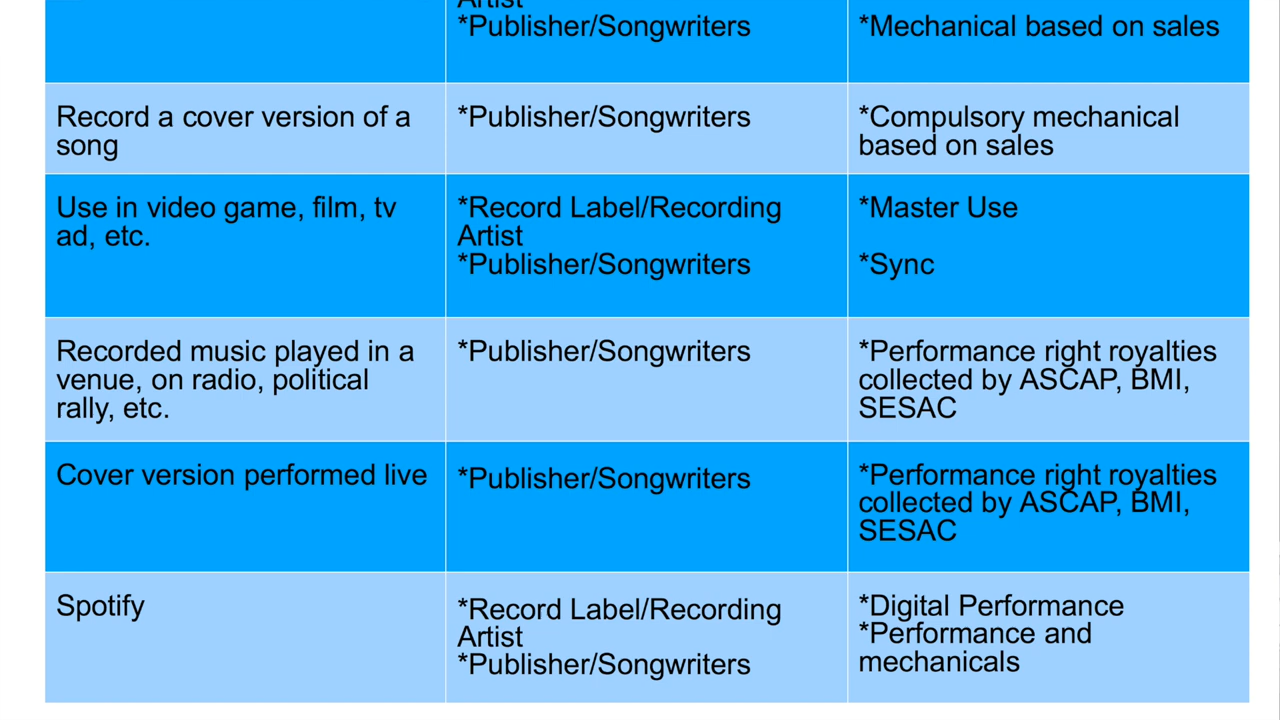 Artist
*Publisher/Songwriters
*Mechanical based on sales
Record a cover version of a
song
*Publisher/Songwriters
*Compulsory mechanical
based on sales
Use in video game, film, tv
ad, etc.
*Record Label/Recording
Artist
*Publisher/Songwriters
*Master Use
*Sync
Recorded music played in a
venue, on radio, political
rally, etc.
*Publisher/Songwriters
*Performance right royalties
collected by ASCAP, BMI,
SESAC
Cover version performed live
*Publisher/Songwriters
*Performance right royalties
collected by ASCAP, BMI,
SESAC
Spotify
*Record Label/Recording
Artist
*Publisher/Songwriters
*Digital Performance
*Performance and
mechanicals